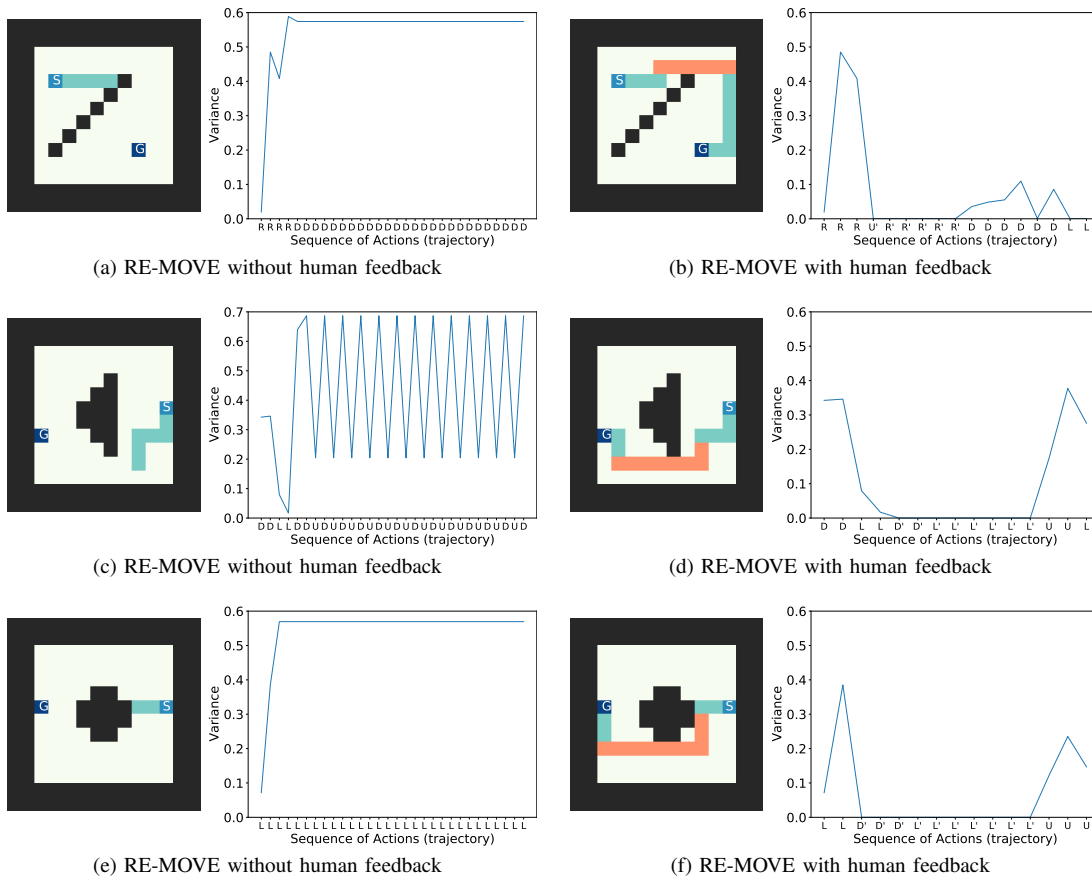 S
G
Variance
0.6
0.5
0.4
0.3
0.2
0.1
0.0
R R R R D D D D D D D D D D D D D D D D D D D D D D D D D D
Sequence of Actions (trajectory)
(a) RE-MOVE without human feedback
S
G
Variance
0.6
0.5
0.4
0.3
0.2
0.1
0.0
R R R U' R' R' R' R' R' D D D D D D L L
Sequence of Actions (trajectory)
(b) RE-MOVE with human feedback
S
G
Variance
0.7
0.6
0.5
0.4
0.3
0.2
0.1
0.0
D D L L D D U D U D U D U D U D U D U D U D U D U D U D U D
Sequence of Actions (trajectory)
(c) RE-MOVE without human feedback
S
G
Variance
0.6
0.5
0.4
0.3
0.2
0.1
0.0
D D L L D' D' L' L' L' L' L' L' U U L
Sequence of Actions (trajectory)
(d) RE-MOVE with human feedback
G S
Variance
0.6
0.5
0.4
0.3
0.2
0.1
0.0
L L L L L L L L L L L L L L L L L L L L L L L L L L L L L L
Sequence of Actions (trajectory)
(e) RE-MOVE without human feedback
G S
Variance
0.6
0.5
0.4
0.3
0.2
0.1
0.0
L L D' D' D' L' L' L' L' L' L' L' U U U
Sequence of Actions (trajectory)
(f) RE-MOVE with human feedback